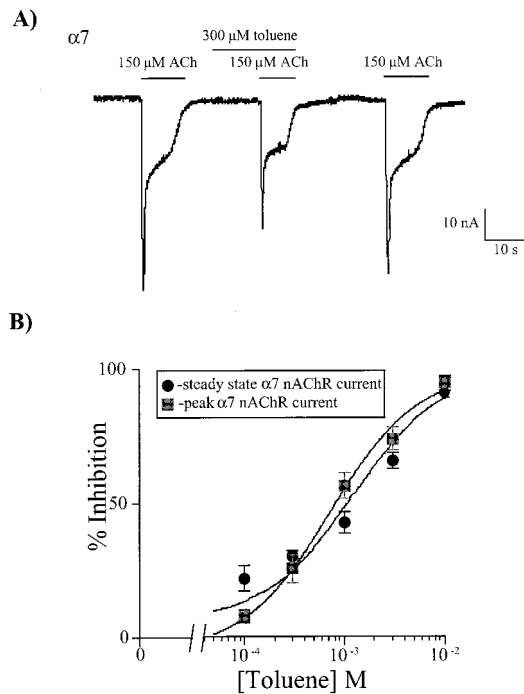 A)
α7
300 μM toluene
150 μM ACh 150 μM ACh 150 μM ACh
10 nA
10 s
B)
100
-steady state α7 nAChR current
-peak α7 nAChR current
% Inhibition
50
0
0 10⁻⁴ 10⁻³ 10⁻²
[Toluene] M